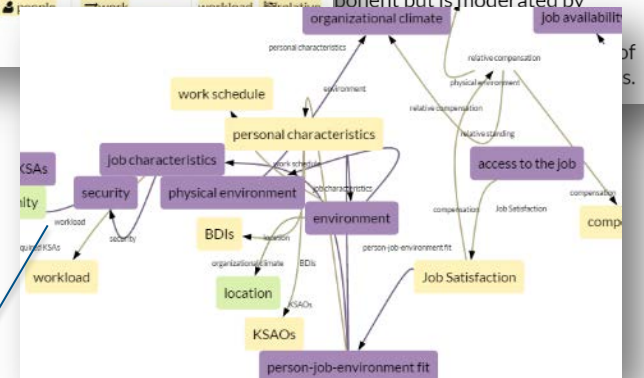 people work workload relative
ponent but is moderated by
organizational climate
job availability
of
personal characteristics
relative compensation
s.
physical environment
environment
work schedule
relative compensation
personal characteristics
relative standing
job characteristics
work schedule
access to the job
KSAs
security
physical environment
job characteristics
compensation
ity
workload
compensation
Job Satisfaction
environment
comp
BDIs
location
security
quired KSAs
person-job-environment fit
organizational climate
BDIs
workload
Job Satisfaction
location
KSAOs
KSAOs
person-job-environment fit